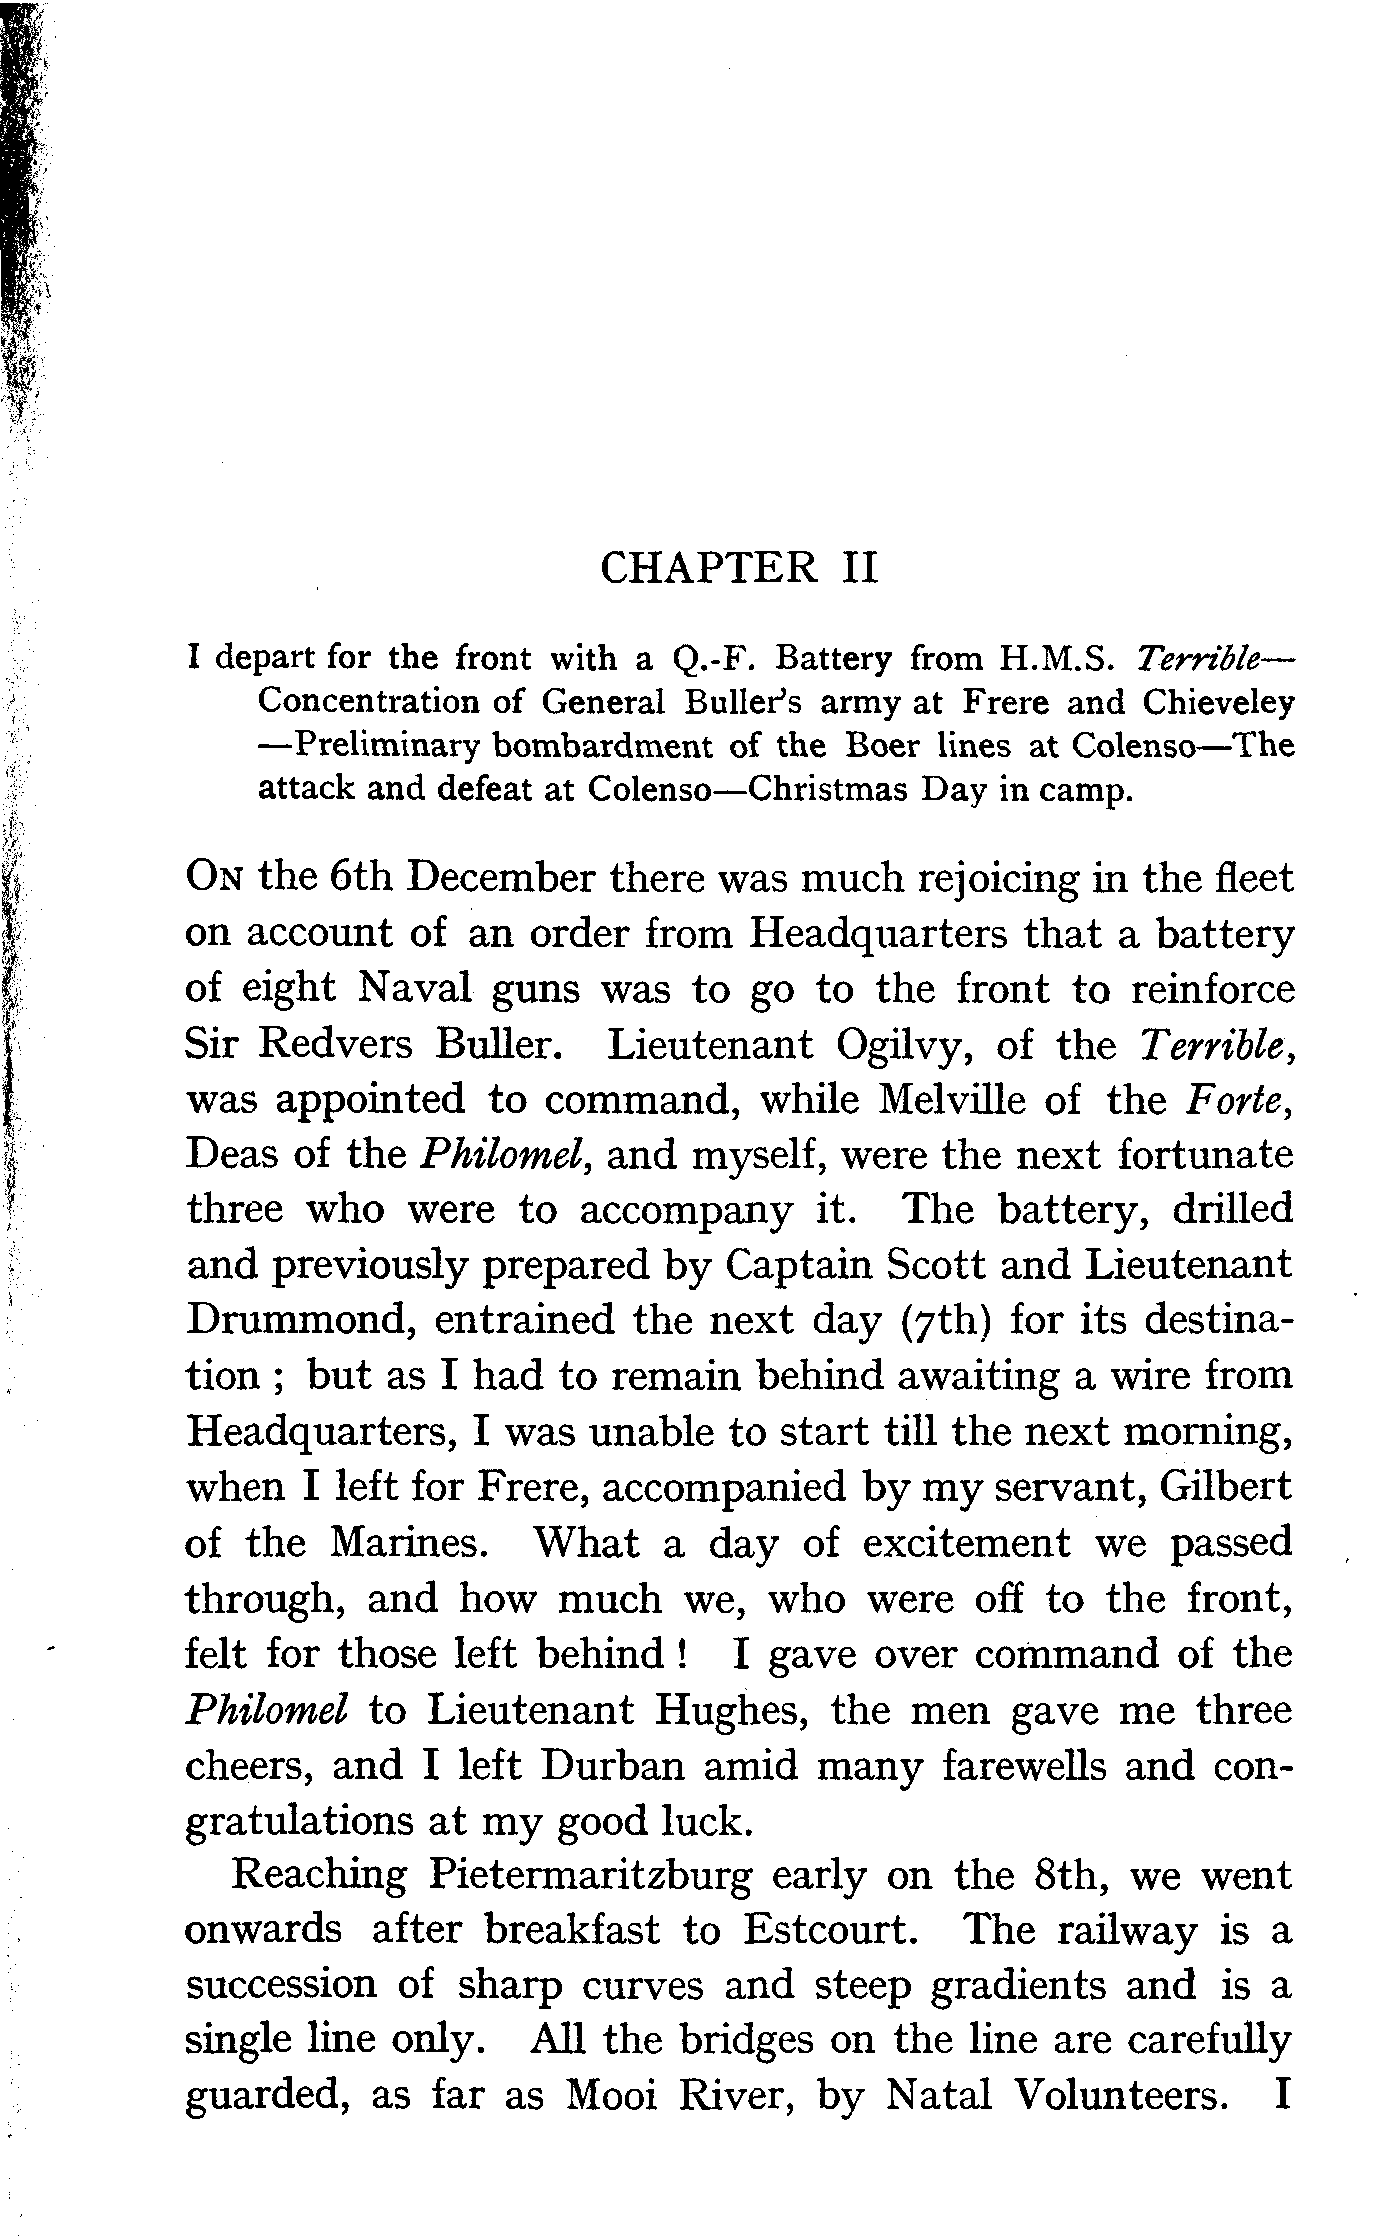 CHAPTER II
I depart for the front with a Q.-F. Battery from H.M.S. Terrible—
Concentration of General Buller's army at Frere and Chieveley
—Preliminary bombardment of the Boer lines at Colenso—The
attack and defeat at Colenso—Christmas Day in camp.
ON the 6th December there was much rejoicing in the fleet
on account of an order from Headquarters that a battery
of eight Naval guns was to go to the front to reinforce
Sir Redvers Buller. Lieutenant Ogilvy, of the Terrible,
was appointed to command, while Melville of the Forte,
Deas of the Philomel, and myself, were the next fortunate
three who were to accompany it. The battery, drilled
and previously prepared by Captain Scott and Lieutenant
Drummond, entrained the next day (7th) for its destina-
tion ; but as I had to remain behind awaiting a wire from
Headquarters, I was unable to start till the next morning,
when I left for Frere, accompanied by my servant, Gilbert
of the Marines. What a day of excitement we passed
through, and how much we, who were off to the front,
felt for those left behind ! I gave over command of the
Philomel to Lieutenant Hughes, the men gave me three
cheers, and I left Durban amid many farewells and con-
gratulations at my good luck.
Reaching Pietermaritzburg early on the 8th, we went
onwards after breakfast to Estcourt. The railway is a
succession of sharp curves and steep gradients and is a
single line only. All the bridges on the line are carefully
guarded, as far as Mooi River, by Natal Volunteers. I